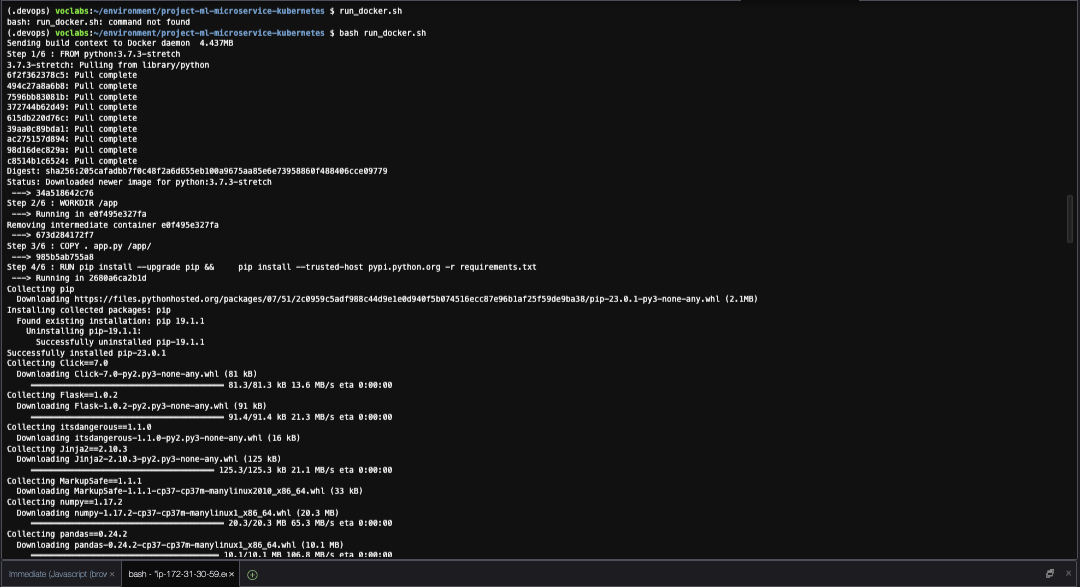 (.devops) voclabs:~/environment/project-ml-microservice-kubernetes $ run_docker.sh
bash: run_docker.sh: command not found
(.devops) voclabs:~/environment/project-ml-microservice-kubernetes $ bash run_docker.sh
Sending build context to Docker daemon  4.437MB
Step 1/6 : FROM python:3.7.3-stretch
3.7.3-stretch: Pulling from library/python
6f2f362378c5: Pull complete
494c27a8a6b8: Pull complete
7596bb83081b: Pull complete
372744b62d49: Pull complete
615db220d76c: Pull complete
39aa0c89bda1: Pull complete
ac275157d894: Pull complete
98d16dec829a: Pull complete
c8514b1c6524: Pull complete
Digest: sha256:205cafadbb7f0c48f2a6d655eb100a9675aa85e6e73958860f488406cce09779
Status: Downloaded newer image for python:3.7.3-stretch
---> 34a518642c76
Step 2/6 : WORKDIR /app
---> Running in e0f495e327fa
Removing intermediate container e0f495e327fa
---> 673d284172f7
Step 3/6 : COPY . app.py /app/
---> 985b5ab755a8
Step 4/6 : RUN pip install --upgrade pip &&     pip install --trusted-host pypi.python.org -r requirements.txt
---> Running in 2680a6ca2b1d
Collecting pip
Downloading https://files.pythonhosted.org/packages/07/51/2c0959c5adf988c44d9e1e0d940f5b074516ecc87e96b1af25f59de9ba38/pip-23.0.1-py3-none-any.whl (2.1MB)
Installing collected packages: pip
Found existing installation: pip 19.1.1
Uninstalling pip-19.1.1:
Successfully uninstalled pip-19.1.1
Successfully installed pip-23.0.1
Collecting Click==7.0
Downloading Click-7.0-py2.py3-none-any.whl (81 kB)
81.3/81.3 kB 13.6 MB/s eta 0:00:00
Collecting Flask==1.0.2
Downloading Flask-1.0.2-py2.py3-none-any.whl (91 kB)
91.4/91.4 kB 21.3 MB/s eta 0:00:00
Collecting itsdangerous==1.1.0
Downloading itsdangerous-1.1.0-py2.py3-none-any.whl (16 kB)
Collecting Jinja2==2.10.3
Downloading Jinja2-2.10.3-py2.py3-none-any.whl (125 kB)
125.3/125.3 kB 21.1 MB/s eta 0:00:00
Collecting MarkupSafe==1.1.1
Downloading MarkupSafe-1.1.1-cp37-cp37m-manylinux2010_x86_64.whl (33 kB)
Collecting numpy==1.17.2
Downloading numpy-1.17.2-cp37-cp37m-manylinux1_x86_64.whl (20.3 MB)
20.3/20.3 MB 65.3 MB/s eta 0:00:00
Collecting pandas==0.24.2
Downloading pandas-0.24.2-cp37-cp37m-manylinux1_x86_64.whl (10.1 MB)
10.1/10.1 MB 106.8 MB/s eta 0:00:00
Immediate (Javascript (brow × bash - "ip-172-31-30-59.ec ×